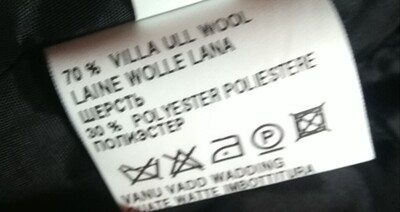 70 % VILLA ULL WOOL
LAINE WOLLE LANA
ШЕРСТЬ
30 % POLYESTER POLIESTERE
ПОЛИЭСТЕР
VANU VADD WADDING
WATTE IMBOTTITURA